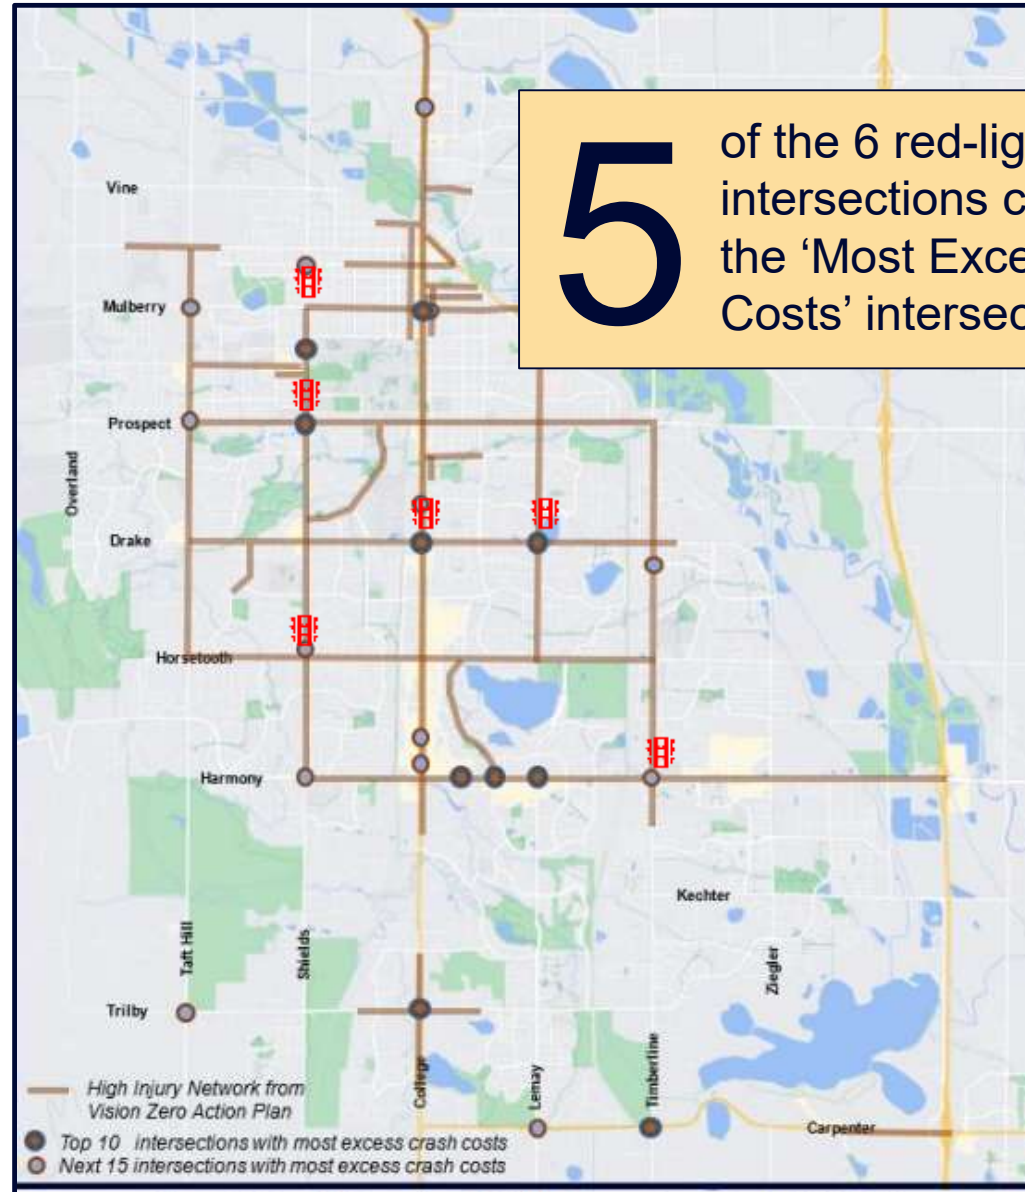 5
of the 6 red-lig
intersections c
the ‘Most Exce
Costs’ intersec
Vine
Mulberry
Prospect
Overland
Drake
Horsetooth
Harmony
Kechter
Taft Hill
Shields
Ziegler
Trilby
College
Lemay
Timberline
Carpenter
High Injury Network from
Vision Zero Action Plan
Top 10 intersections with most excess crash costs
Next 15 intersections with most excess crash costs